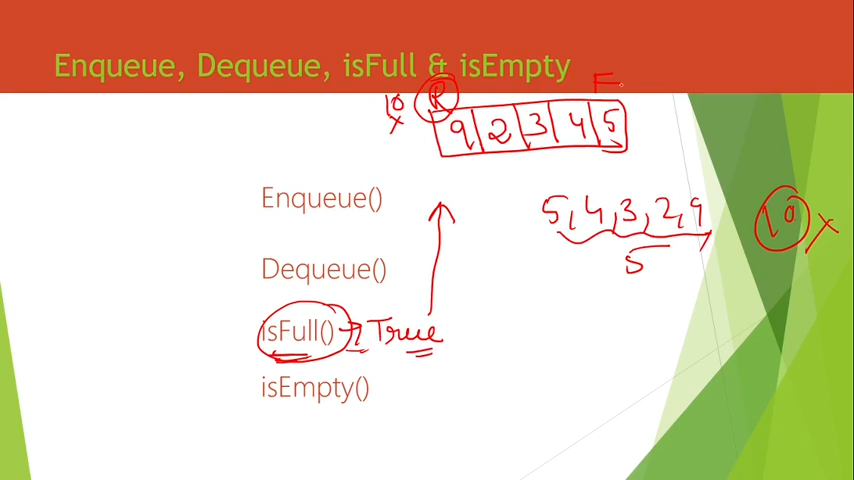 Enqueue, Dequeue, isFull & isEmpty
10 R F
x
9 2 3 4 5
Enqueue()
5, 4, 3, 2, 9
10 x
5
Dequeue()
isFull() → True
isEmpty()